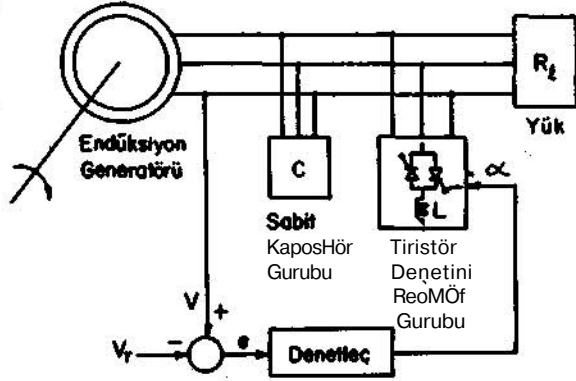 Rℓ
Yük
Endüksiyon
Generatörü
C
L
α
Sabit
KaposHör
Gurubu
Tiristör
Denetini
ReoMÖf
Gurubu
V
+
Vr
−
e
Denetleç